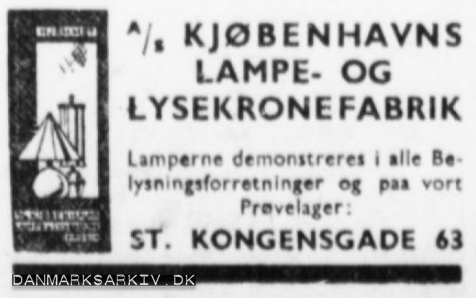 A/s KJØBENHAVNS
LAMPE- OG
LYSEKRONEFABRIK
Lamperne demonstreres i alle Be-
lysningsforretninger og paa vort
Prøvelager:
ST. KONGENSGADE 63
DANMARKSARKIV.DK